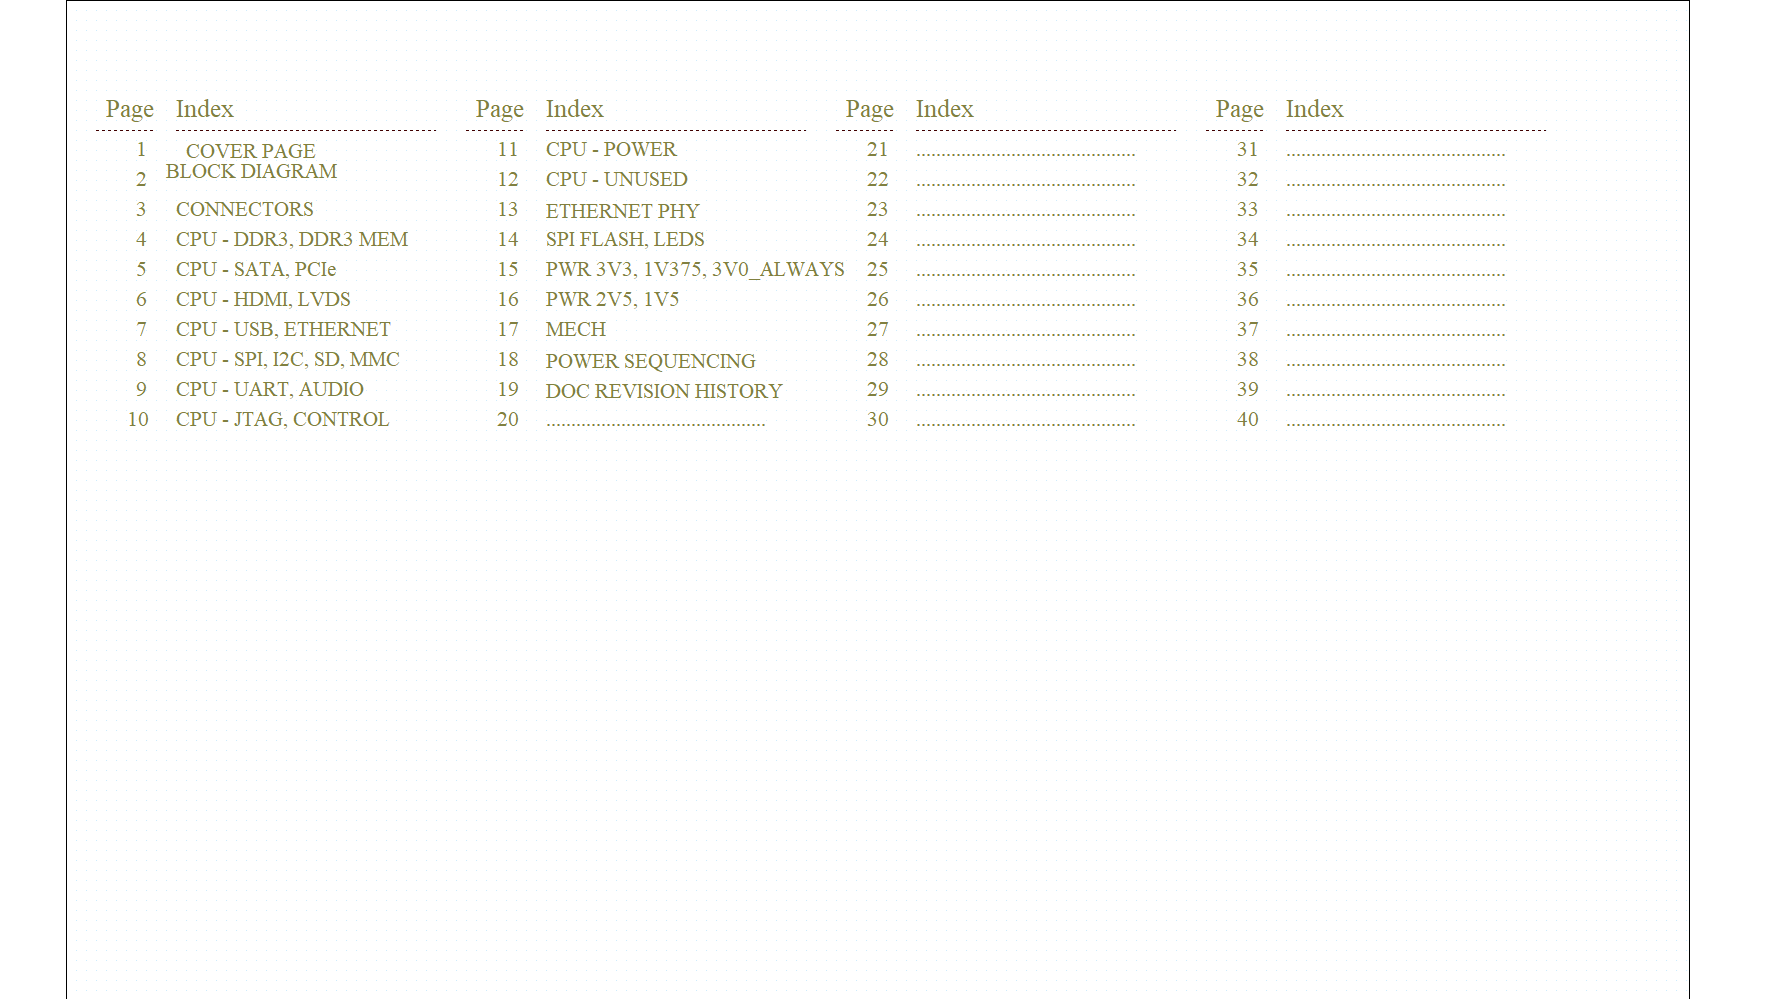 Page Index
1 COVER PAGE
2 BLOCK DIAGRAM
3 CONNECTORS
4 CPU - DDR3, DDR3 MEM
5 CPU - SATA, PCIe
6 CPU - HDMI, LVDS
7 CPU - USB, ETHERNET
8 CPU - SPI, I2C, SD, MMC
9 CPU - UART, AUDIO
10 CPU - JTAG, CONTROL
Page Index
11 CPU - POWER
12 CPU - UNUSED
13 ETHERNET PHY
14 SPI FLASH, LEDS
15 PWR 3V3, 1V375, 3V0_ALWAYS
16 PWR 2V5, 1V5
17 MECH
18 POWER SEQUENCING
19 DOC REVISION HISTORY
20 ............................................
Page Index
21 ............................................
22 ............................................
23 ............................................
24 ............................................
25 ............................................
26 ............................................
27 ............................................
28 ............................................
29 ............................................
30 ............................................
Page Index
31 ............................................
32 ............................................
33 ............................................
34 ............................................
35 ............................................
36 ............................................
37 ............................................
38 ............................................
39 ............................................
40 ............................................